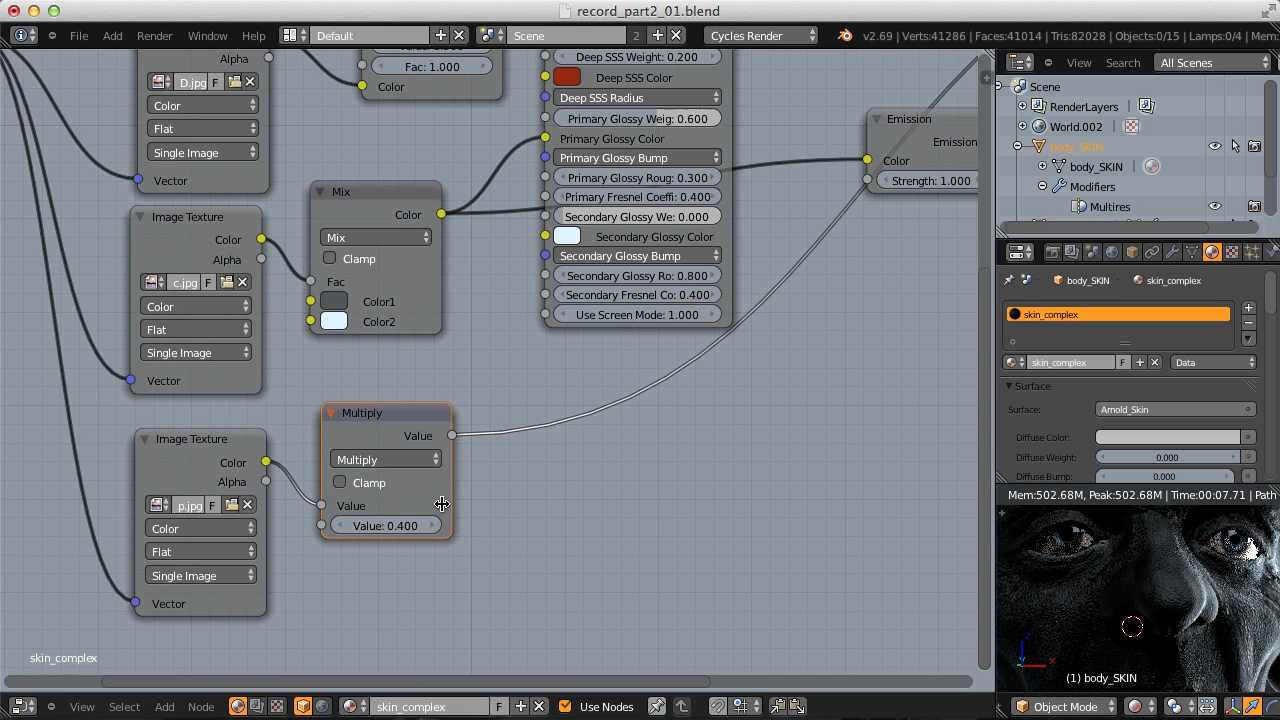 record_part2_01.blend
File Add Render Window Help Default Scene 2 Cycles Render v2.69 | Verts:41286 | Faces:41014 | Tris:82028 | Objects:0/15 | Lamps:0/4 | Mem:
Alpha
D.jpg F
Color
Flat
Single Image
Vector
Fac: 1.000
Color
Deep SSS Weight: 0.200
Deep SSS Color
Deep SSS Radius
Primary Glossy Weig: 0.600
Primary Glossy Color
Primary Glossy Bump
Primary Glossy Roug: 0.300
Primary Fresnel Coeffi: 0.400
Secondary Glossy We: 0.000
Secondary Glossy Color
Secondary Glossy Bump
Secondary Glossy Ro: 0.800
Secondary Fresnel Co: 0.400
Use Screen Mode: 1.000
Emission
Emission
Color
Strength: 1.000
Image Texture
Color
Alpha
c.jpg F
Color
Flat
Single Image
Vector
Mix
Color
Mix
Clamp
Fac
Color1
Color2
Image Texture
Color
Alpha
p.jpg F
Color
Flat
Single Image
Vector
Multiply
Value
Multiply
Clamp
Value
Value: 0.400
skin_complex
View Select Add Node skin_complex F Use Nodes
View Search All Scenes
Scene
RenderLayers
World.002
body_SKIN
body_SKIN
Modifiers
Multires
body_SKIN skin_complex
skin_complex
skin_complex F Data
Surface
Surface: Arnold_Skin
Diffuse Color:
Diffuse Weight: 0.000
Diffuse Bump: 0.000
Mem:502.68M, Peak:502.68M | Time:00:07.71 | Path
z
x
(1) body_SKIN
Object Mode